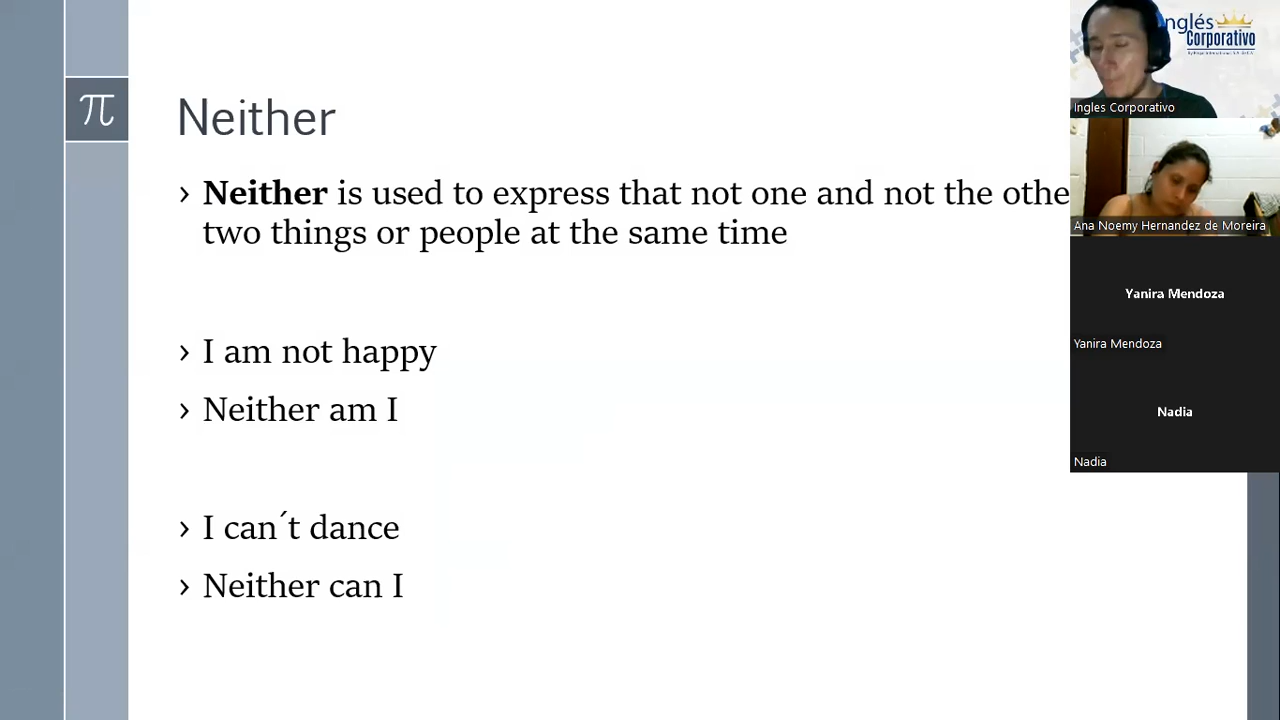 π
Neither
› Neither is used to express that not one and not the othe
two things or people at the same time
› I am not happy
› Neither am I
› I can´t dance
› Neither can I
Inglés
Corporativo
Ingles Corporativo
Ana Noemy Hernandez de Moreira
Yanira Mendoza
Yanira Mendoza
Nadia
Nadia